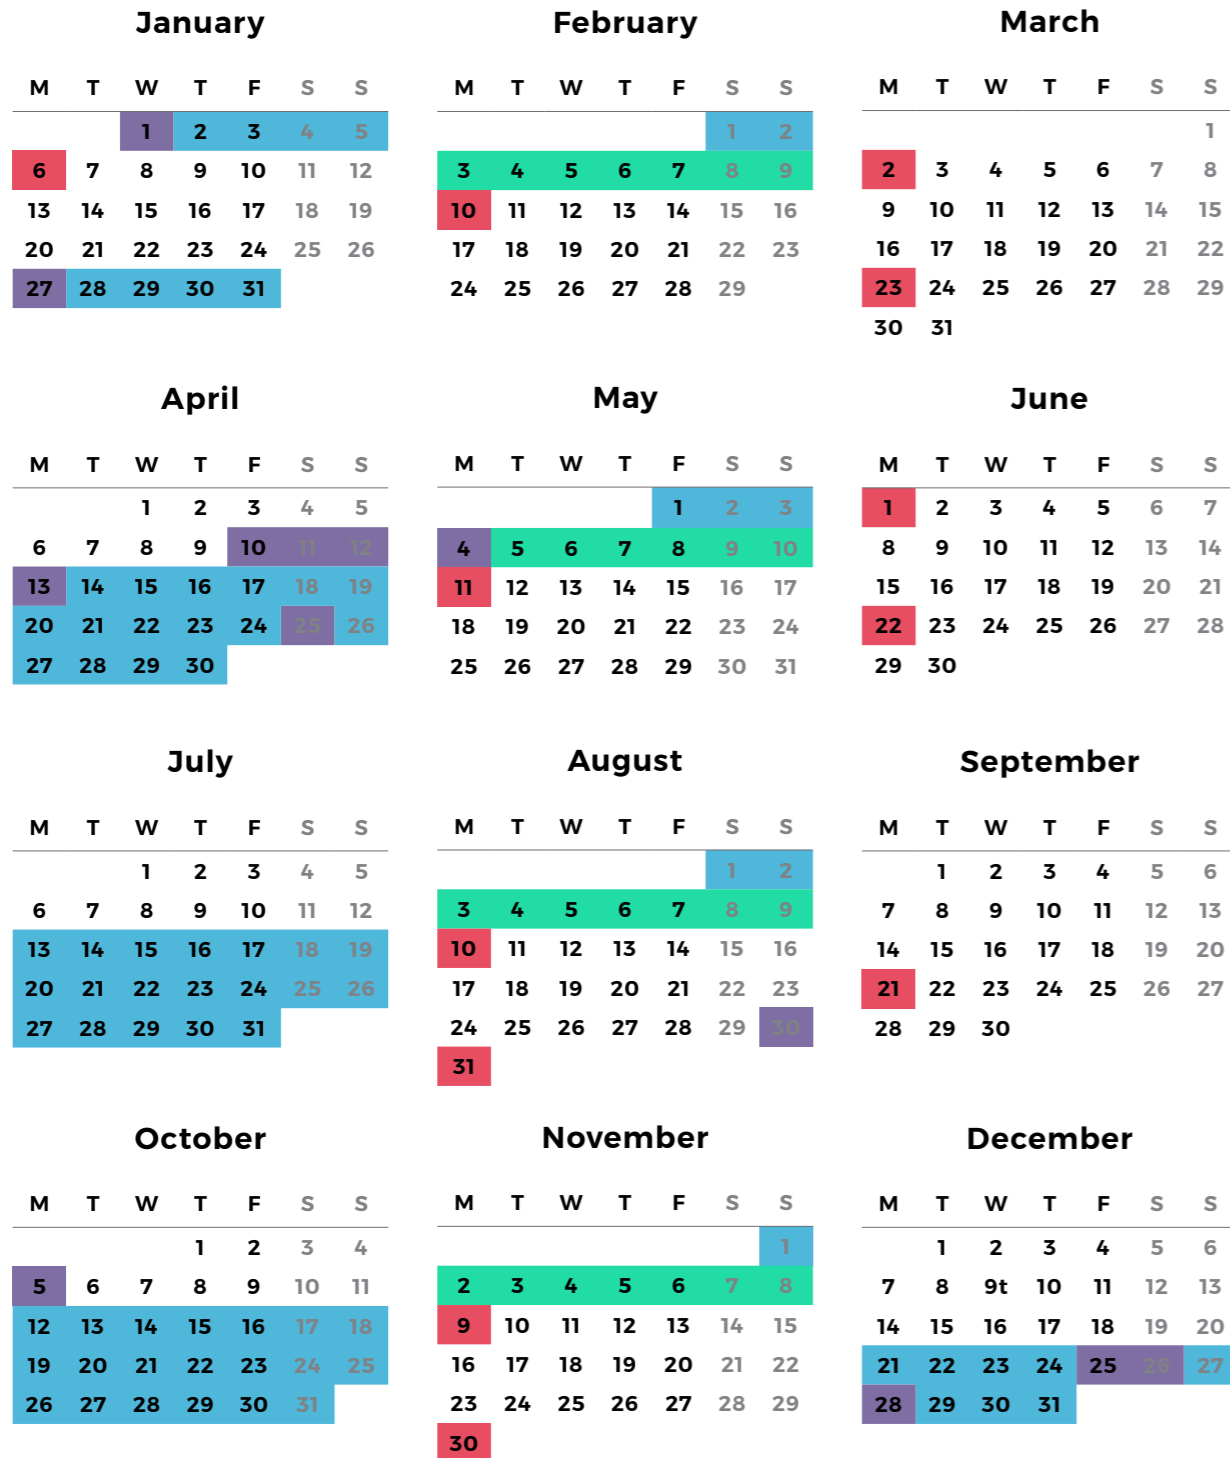 January
M T W T F S S
1 2 3 4 5
6 7 8 9 10 11 12
13 14 15 16 17 18 19
20 21 22 23 24 25 26
27 28 29 30 31
February
M T W T F S S
1 2
3 4 5 6 7 8 9
10 11 12 13 14 15 16
17 18 19 20 21 22 23
24 25 26 27 28 29
March
M T W T F S S
1
2 3 4 5 6 7 8
9 10 11 12 13 14 15
16 17 18 19 20 21 22
23 24 25 26 27 28 29
30 31
April
M T W T F S S
1 2 3 4 5
6 7 8 9 10 11 12
13 14 15 16 17 18 19
20 21 22 23 24 25 26
27 28 29 30
May
M T W T F S S
1 2 3
4 5 6 7 8 9 10
11 12 13 14 15 16 17
18 19 20 21 22 23 24
25 26 27 28 29 30 31
June
M T W T F S S
1 2 3 4 5 6 7
8 9 10 11 12 13 14
15 16 17 18 19 20 21
22 23 24 25 26 27 28
29 30
July
M T W T F S S
1 2 3 4 5
6 7 8 9 10 11 12
13 14 15 16 17 18 19
20 21 22 23 24 25 26
27 28 29 30 31
August
M T W T F S S
1 2
3 4 5 6 7 8 9
10 11 12 13 14 15 16
17 18 19 20 21 22 23
24 25 26 27 28 29 30
31
September
M T W T F S S
1 2 3 4 5 6
7 8 9 10 11 12 13
14 15 16 17 18 19 20
21 22 23 24 25 26 27
28 29 30
October
M T W T F S S
1 2 3 4
5 6 7 8 9 10 11
12 13 14 15 16 17 18
19 20 21 22 23 24 25
26 27 28 29 30 31
November
M T W T F S S
1
2 3 4 5 6 7 8
9 10 11 12 13 14 15
16 17 18 19 20 21 22
23 24 25 26 27 28 29
30
December
M T W T F S S
1 2 3 4 5 6
7 8 9t 10 11 12 13
14 15 16 17 18 19 20
21 22 23 24 25 26 27
28 29 30 31